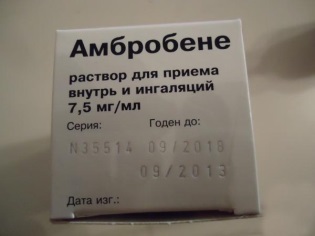 Амбробене
раствор для приема
внутрь и ингаляций
7,5 мг/мл
Серия: Годен до:
N35514 09/2018
09/2013
Дата изг.: